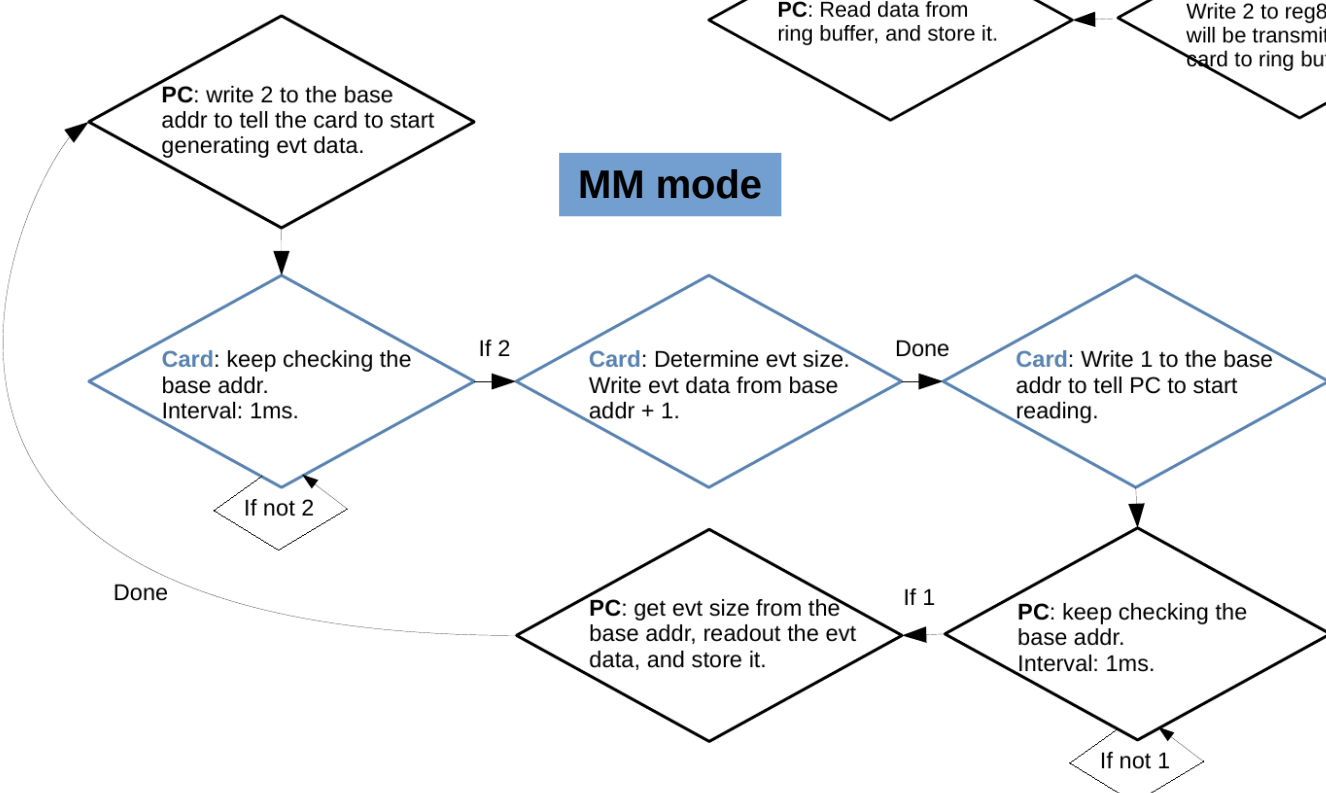 PC: Read data from
ring buffer, and store it.
Write 2 to reg8
will be
card to ring
PC: write 2 to the base
addr to tell the card to start
generating evt data.
MM mode
Card: keep checking the
base addr.
Interval: 1ms.
If 2
Card: Determine evt size.
Write evt data from base
addr + 1.
Done
Card: Write 1 to the base
addr to tell PC to start
reading.
If not 2
Done
PC: get evt size from the
base addr, readout the evt
data, and store it.
If 1
PC: keep checking the
base addr.
Interval: 1ms.
If not 1